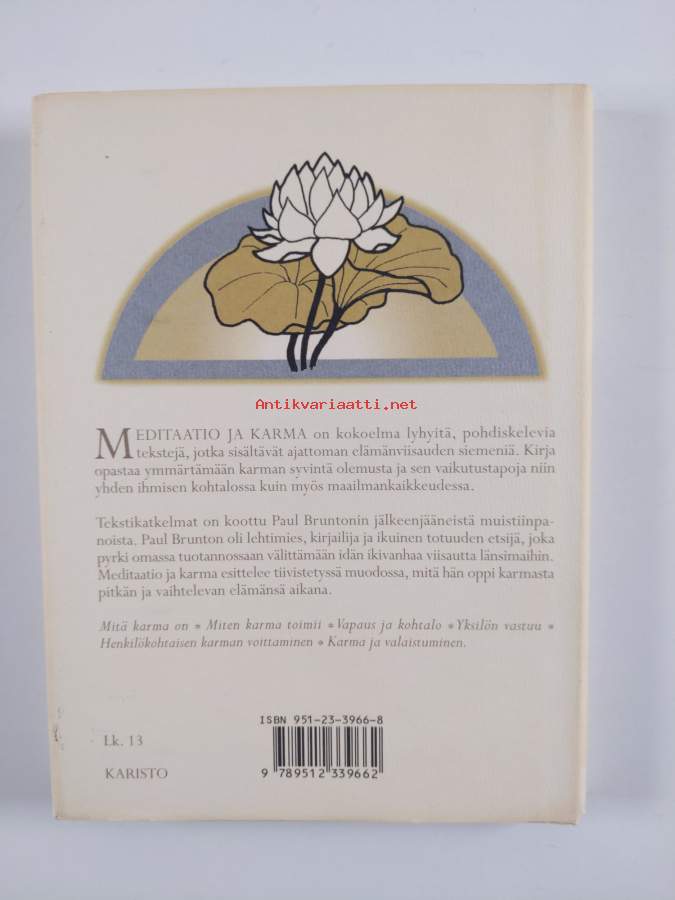 Antikvariaatti.net
MEDITAATIO JA KARMA on kokoelma lyhyitä, pohdiskelevia
tekstejä, jotka sisältävät ajattoman elämänviisauden siemeniä. Kirja
opastaa ymmärtämään karman syvintä olemusta ja sen vaikutustapoja niin
yhden ihmisen kohtalossa kuin myös maailmankaikkeudessa.
Tekstikatkelmat on koottu Paul Bruntonin jälkeenjääneistä muistiinpa-
noista. Paul Brunton oli lehtimies, kirjailija ja ikuinen totuuden etsijä, joka
pyrki omassa tuotannossaan välittämään idän ikivanhaa viisautta länsimaihin.
Meditaatio ja karma esittelee tiivistetyssä muodossa, mitä hän oppi karmasta
pitkän ja vaihtelevan elämänsä aikana.
Mitä karma on * Miten karma toimii * Vapaus ja kohtalo * Yksilön vastuu *
Henkilökohtaisen karman voittaminen * Karma ja valaistuminen.
ISBN 951-23-3966-8
Lk. 13
KARISTO
9 789512 339662